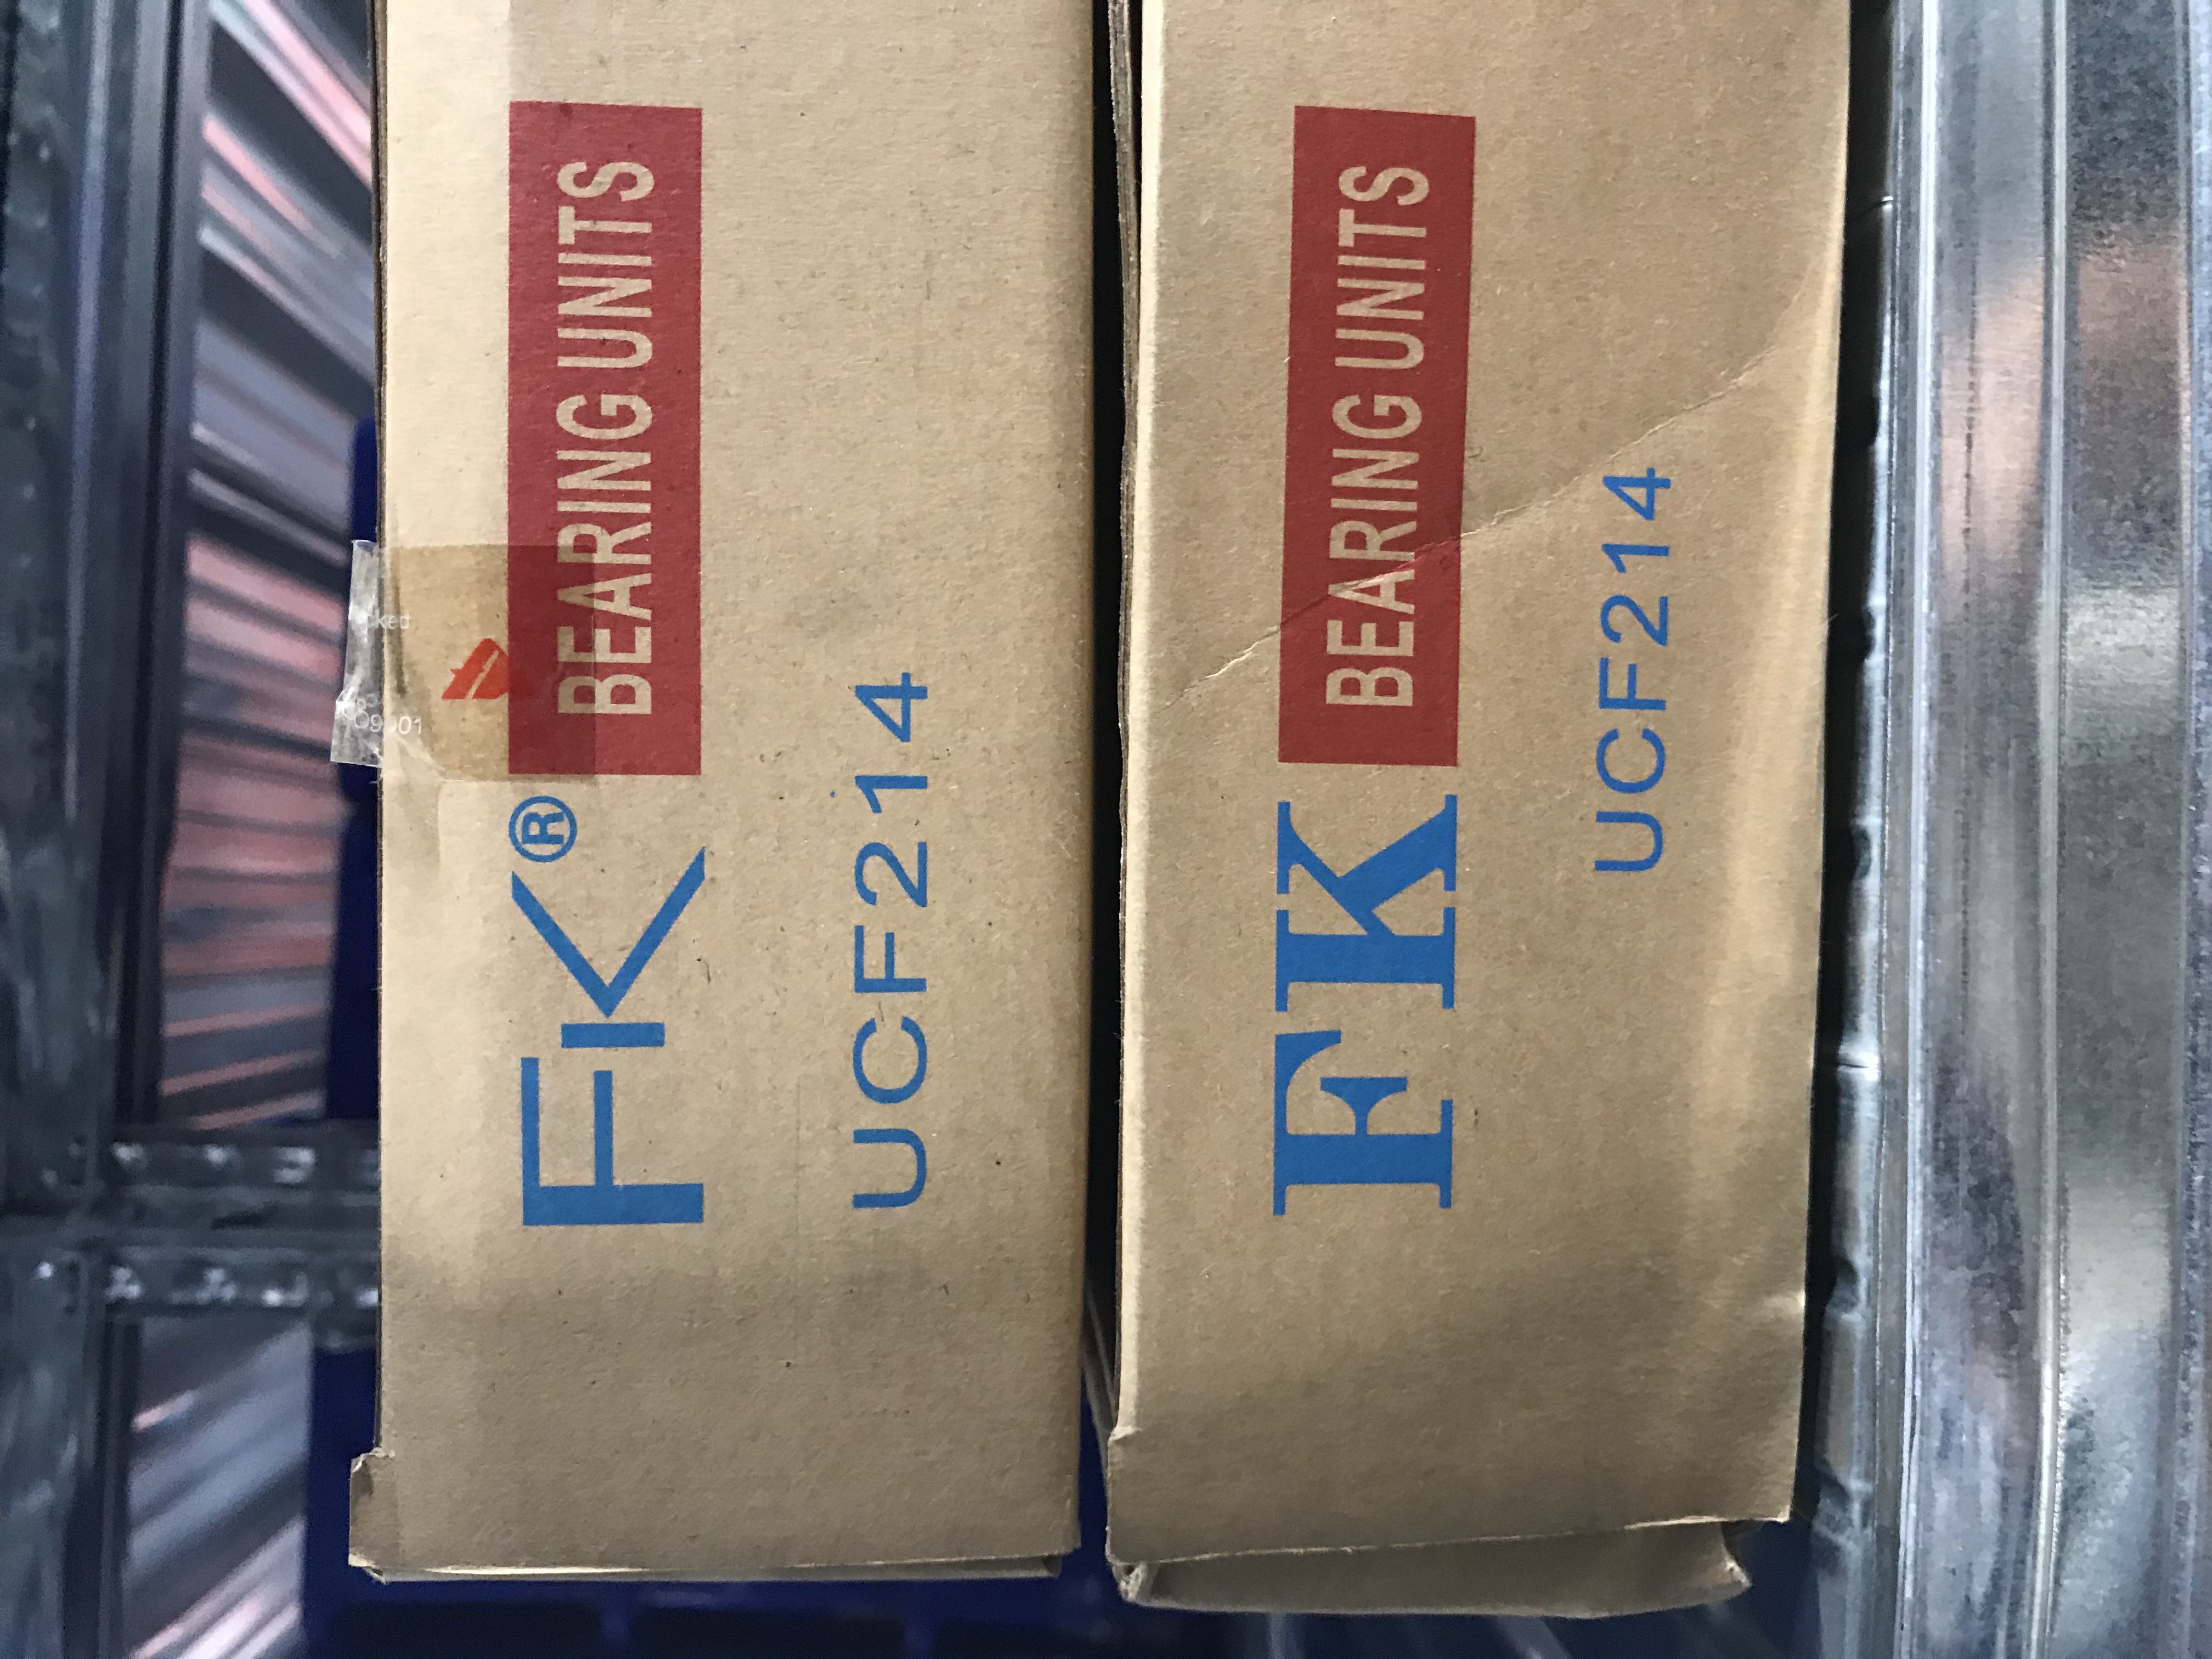 FK® BEARING UNITS
UCF214
FK BEARING UNITS
UCF214